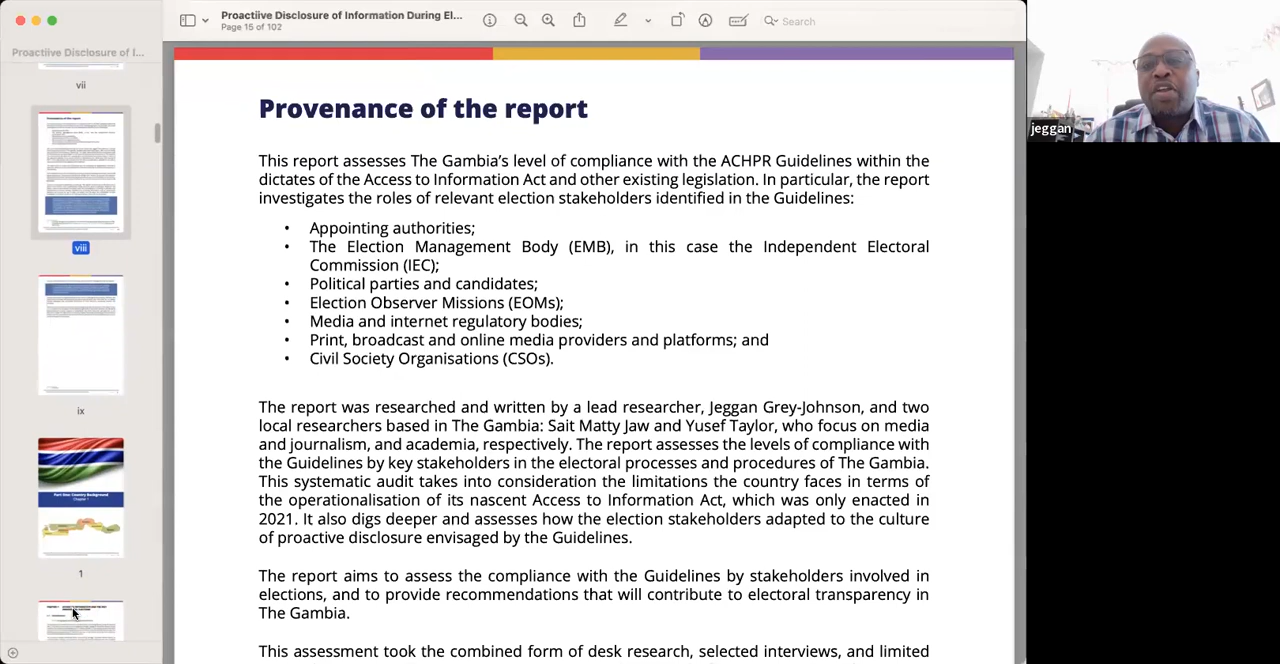 Proactiive Disclosure of Information During El...
Page 15 of 102
Search
Proactiive Disclosure of I...
vii
viii
ix
Part One: Country Background
Chapter 1
1
Provenance of the report
This report assesses The Gambia's level of compliance with the ACHPR Guidelines within the
dictates of the Access to Information Act and other existing legislation. In particular, the report
investigates the roles of relevant election stakeholders identified in the Guidelines:
• Appointing authorities;
• The Election Management Body (EMB), in this case the Independent Electoral
Commission (IEC);
• Political parties and candidates;
• Election Observer Missions (EOMs);
• Media and internet regulatory bodies;
• Print, broadcast and online media providers and platforms; and
• Civil Society Organisations (CSOs).
The report was researched and written by a lead researcher, Jeggan Grey-Johnson, and two
local researchers based in The Gambia: Sait Matty Jaw and Yusef Taylor, who focus on media
and journalism, and academia, respectively. The report assesses the levels of compliance with
the Guidelines by key stakeholders in the electoral processes and procedures of The Gambia.
This systematic audit takes into consideration the limitations the country faces in terms of
the operationalisation of its nascent Access to Information Act, which was only enacted in
2021. It also digs deeper and assesses how the election stakeholders adapted to the culture
of proactive disclosure envisaged by the Guidelines.
The report aims to assess the compliance with the Guidelines by stakeholders involved in
elections, and to provide recommendations that will contribute to electoral transparency in
The Gambia.
This assessment took the combined form of desk research, selected interviews, and limited
jeggan